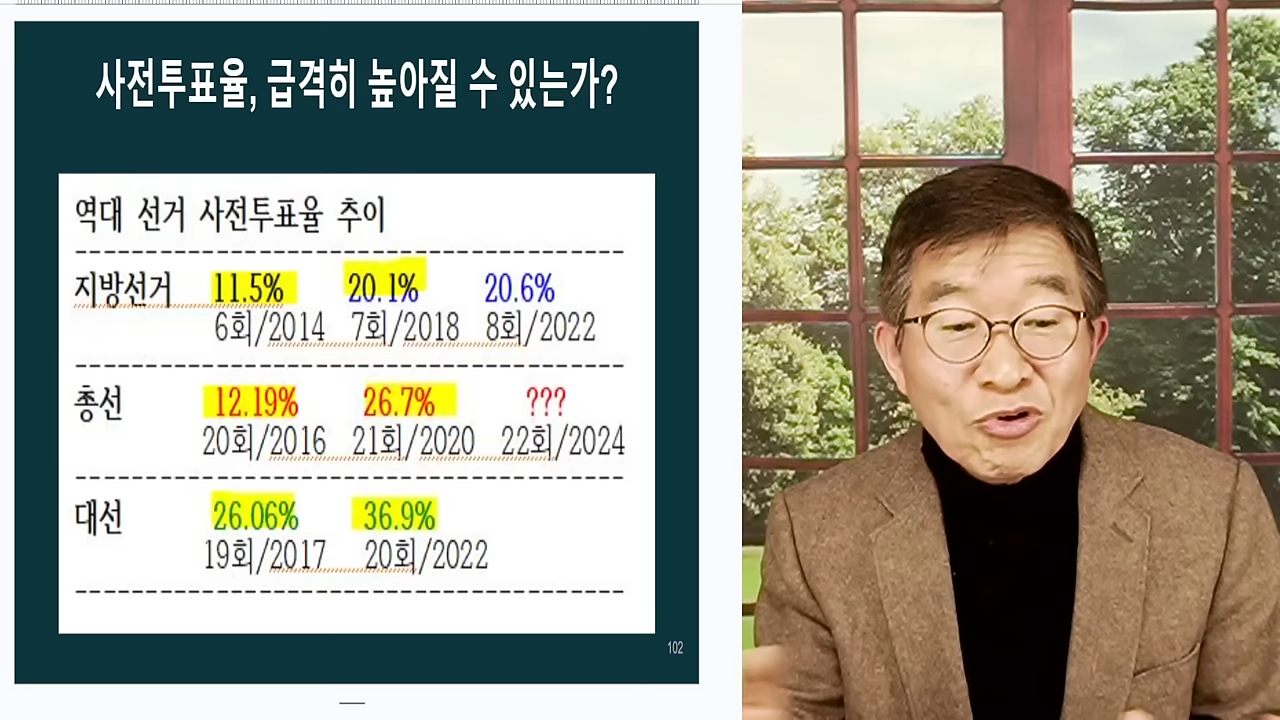 사전투표율, 급격히 높아질 수 있는가?
역대 선거 사전투표율 추이
지방선거 11.5% 20.1% 20.6%
6회/2014 7회/2018 8회/2022
총선 12.19% 26.7% ???
20회/2016 21회/2020 22회/2024
대선 26.06% 36.9%
19회/2017 20회/2022
102